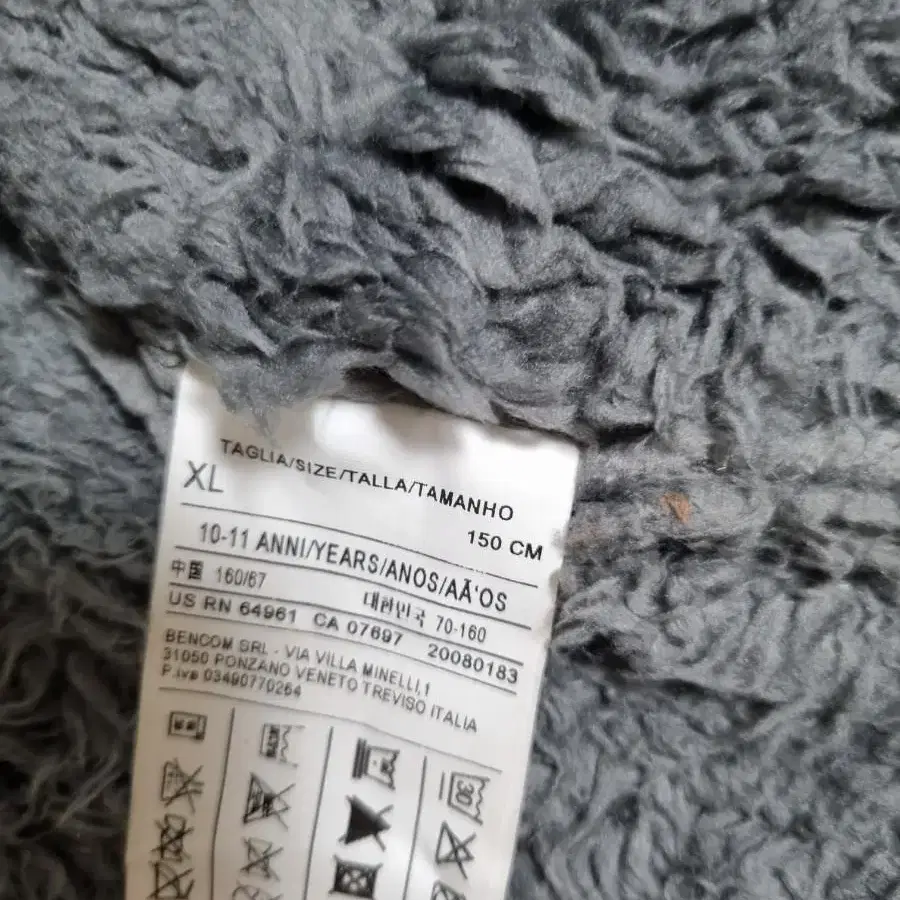 TAGLIA/SIZE/TALLA/TAMANHO
XL
150 CM
10-11 ANNI/YEARS/ANOS/AÃ'OS
中国 160/67 대한민국 70-160
US RN 64961 CA 07697 20080183
BENCOM SRL - VIA VILLA MINELLI,1
31050 PONZANO VENETO TREVISO ITALIA
P.iva 03490770264
30